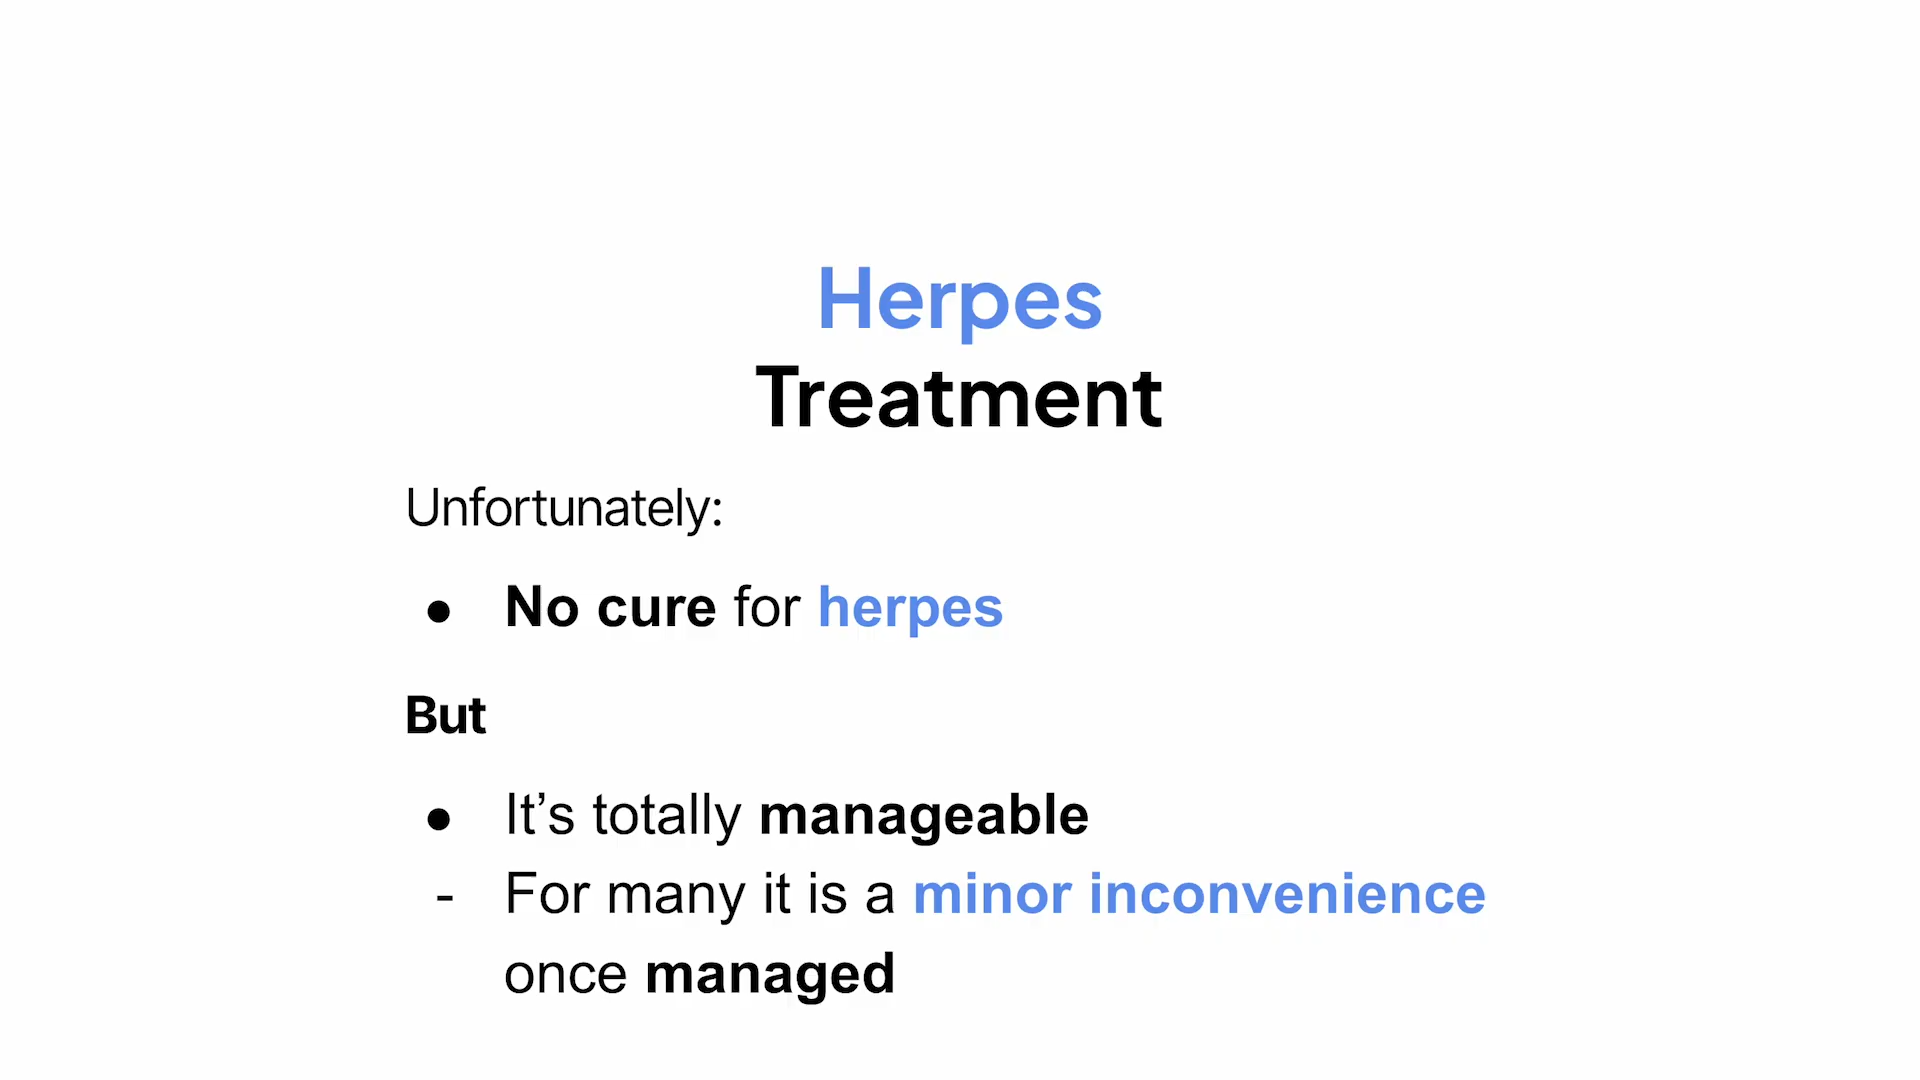 Herpes
Treatment
Unfortunately:
● No cure for herpes
But
● It’s totally manageable
- For many it is a minor inconvenience
once managed